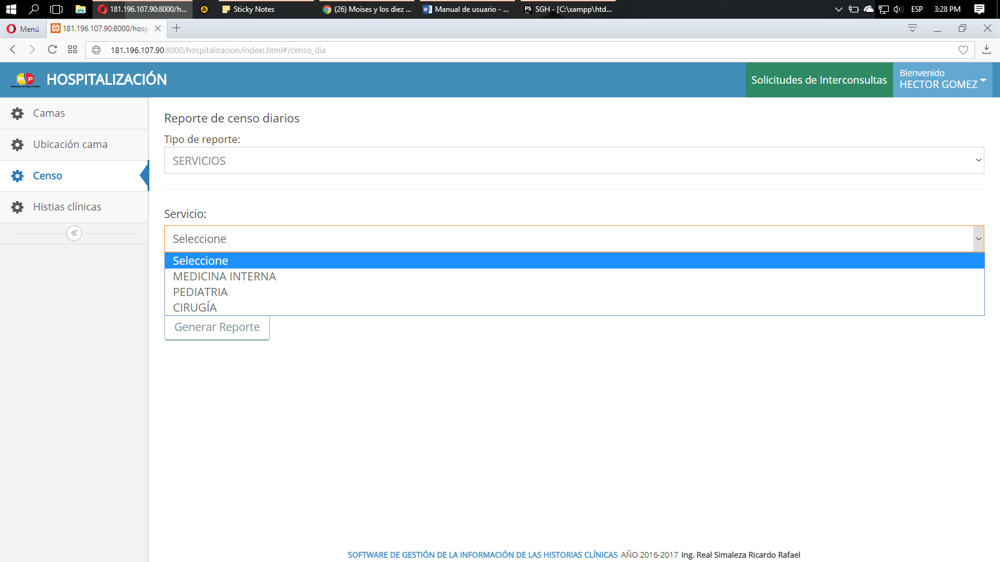 181.196.107.90:8000/h...
Sticky Notes
(26) Moises y los diez ...
Manual de usuario - ...
SGH - [C:\xampp\htd...
ESP
3:28 PM
Menú
181.196.107.90:8000/hosp
181.196.107.90:8000/hospitalizacion/index!.html#/censo_dia
HOSPITALIZACIÓN
Solicitudes de Interconsultas
Bienvenido
HECTOR GOMEZ
Camas
Ubicación cama
Censo
Histias clínicas
Reporte de censo diarios
Tipo de reporte:
SERVICIOS
Servicio:
Seleccione
Seleccione
MEDICINA INTERNA
PEDIATRIA
CIRUGÍA
Generar Reporte
SOFTWARE DE GESTIÓN DE LA INFORMACIÓN DE LAS HISTORIAS CLÍNICAS AÑO 2016-2017 Ing. Real Simaleza Ricardo Rafael